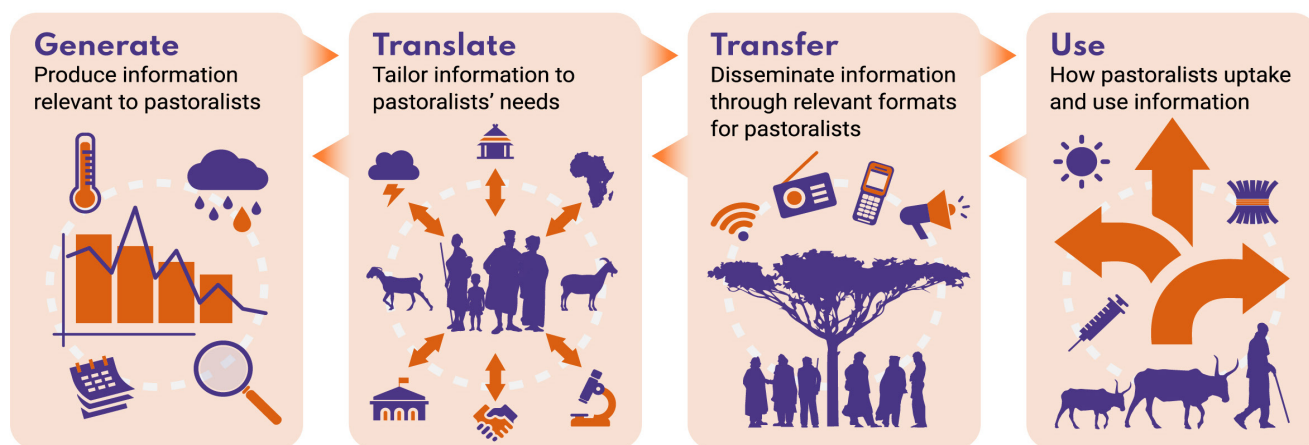 Generate
Produce information
relevant to pastoralists
Translate
Tailor information to
pastoralists’ needs
Transfer
Disseminate information
through relevant formats
for pastoralists
Use
How pastoralists uptake
and use information